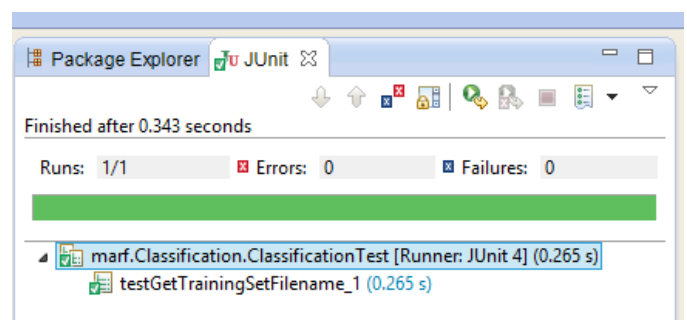 Package Explorer JUnit
Finished after 0.343 seconds
Runs: 1/1 Errors: 0 Failures: 0
marf.Classification.ClassificationTest [Runner: JUnit 4] (0.265 s)
testGetTrainingSetFilename_1 (0.265 s)